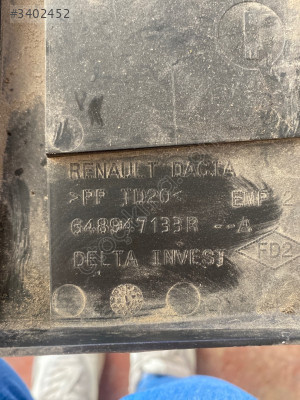 #3402452
RENAULT DACIA
>PP TD20< EMP 2
648947133R --A
DELTA INVEST FD2